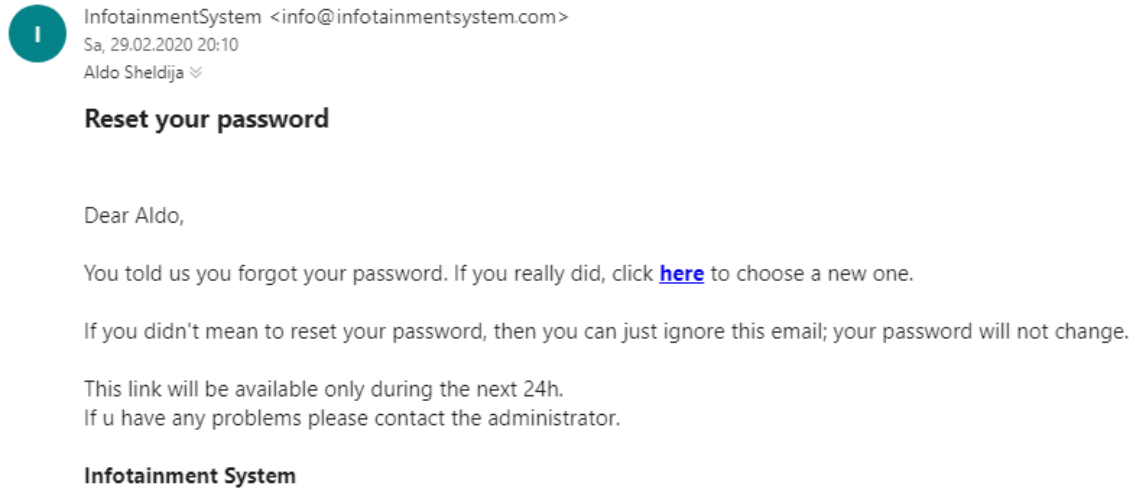 I
InfotainmentSystem <info@infotainmentsystem.com>
Sa, 29.02.2020 20:10
Aldo Sheldija
Reset your password
Dear Aldo,
You told us you forgot your password. If you really did, click here to choose a new one.
If you didn't mean to reset your password, then you can just ignore this email; your password will not change.
This link will be available only during the next 24h.
If u have any problems please contact the administrator.
Infotainment System